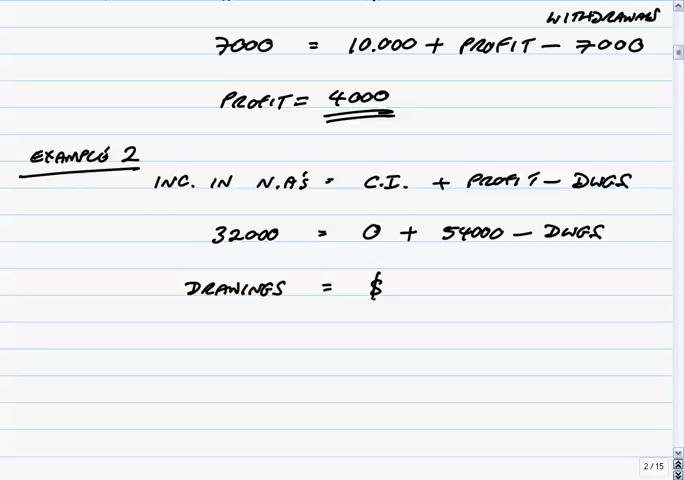 WITHDRAWALS
7000 = 10.000 + PROFIT - 7000
PROFIT = 4000
EXAMPLE 2
INC. IN N.A's = C.I. + PROFIT - DWGS
32000 = 0 + 54000 - DWGS
DRAWINGS = $
2/15